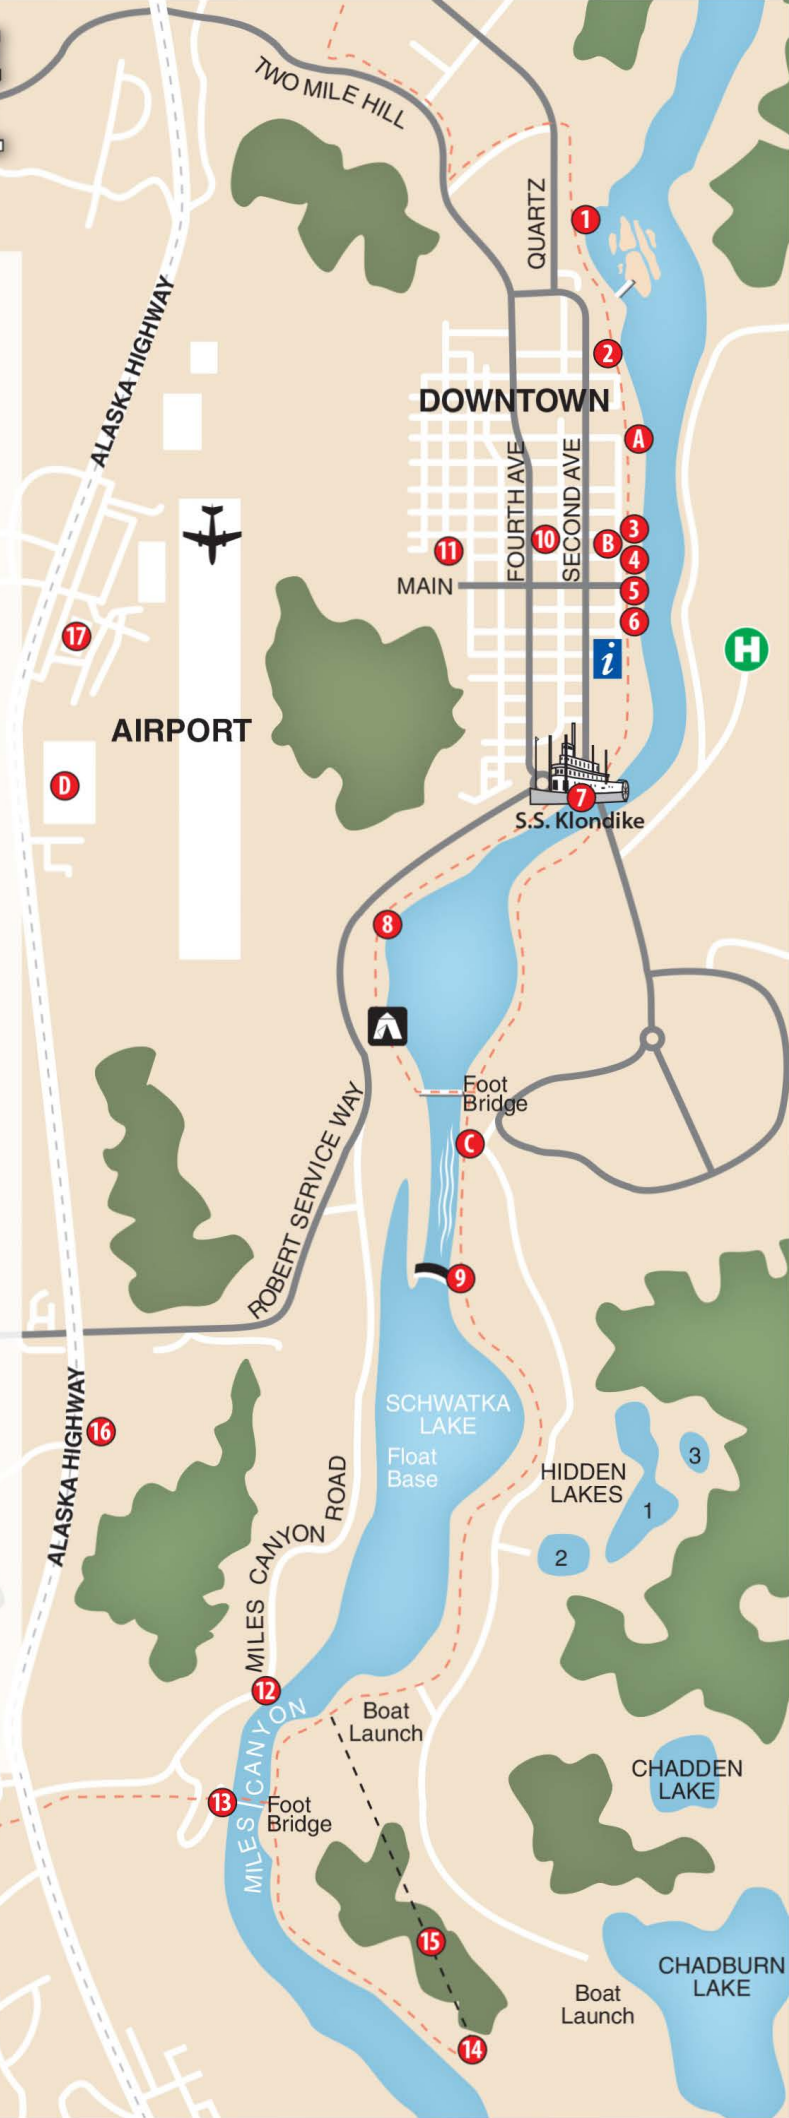 TWO MILE HILL
QUARTZ
1
ALASKA HIGHWAY
2
DOWNTOWN
A
FOURTH AVE
SECOND AVE
3
B
10
11
4
MAIN
5
6
17
i
H
AIRPORT
D
7
S.S. Klondike
8
Foot
Bridge
C
ROBERT SERVICE WAY
9
SCHWATKA
LAKE
Float
Base
16
ALASKA HIGHWAY
HIDDEN
LAKES
3
1
2
MILES CANYON ROAD
12
MILES CANYON
Boat
Launch
CHADDEN
LAKE
13
Foot
Bridge
15
CHADBURN
LAKE
Boat
Launch
14